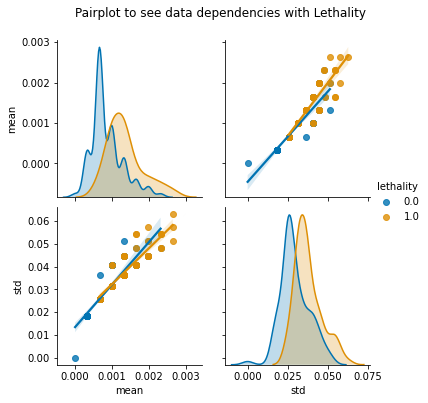 Pairplot to see data dependencies with Lethality
0.003
0.002
0.001
0.000
mean
lethality
0.0
1.0
0.06
0.05
0.04
0.03
0.02
0.01
0.00
std
0.000 0.001 0.002 0.003
mean
0.000 0.025 0.050 0.075
std